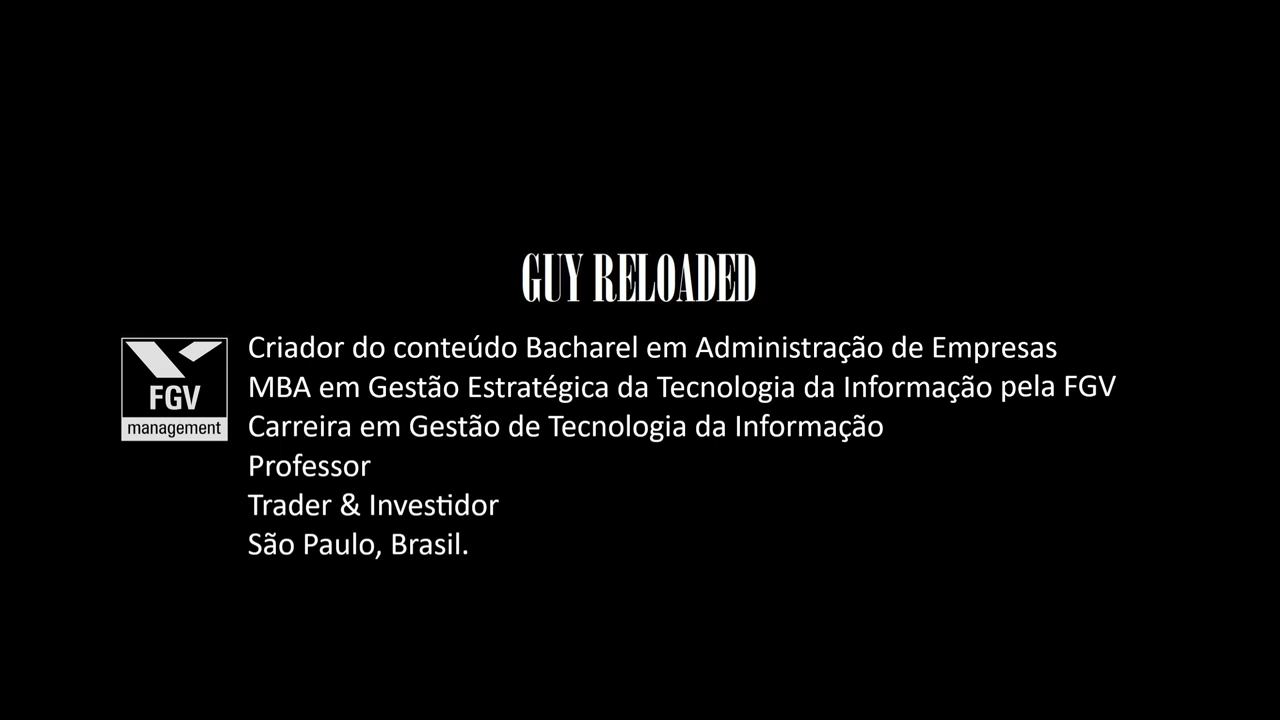 GUY RELOADED
Criador do conteúdo Bacharel em Administração de Empresas
MBA em Gestão Estratégica da Tecnologia da Informação pela FGV
Carreira em Gestão de Tecnologia da Informação
Professor
Trader & Investidor
São Paulo, Brasil.
FGV
management